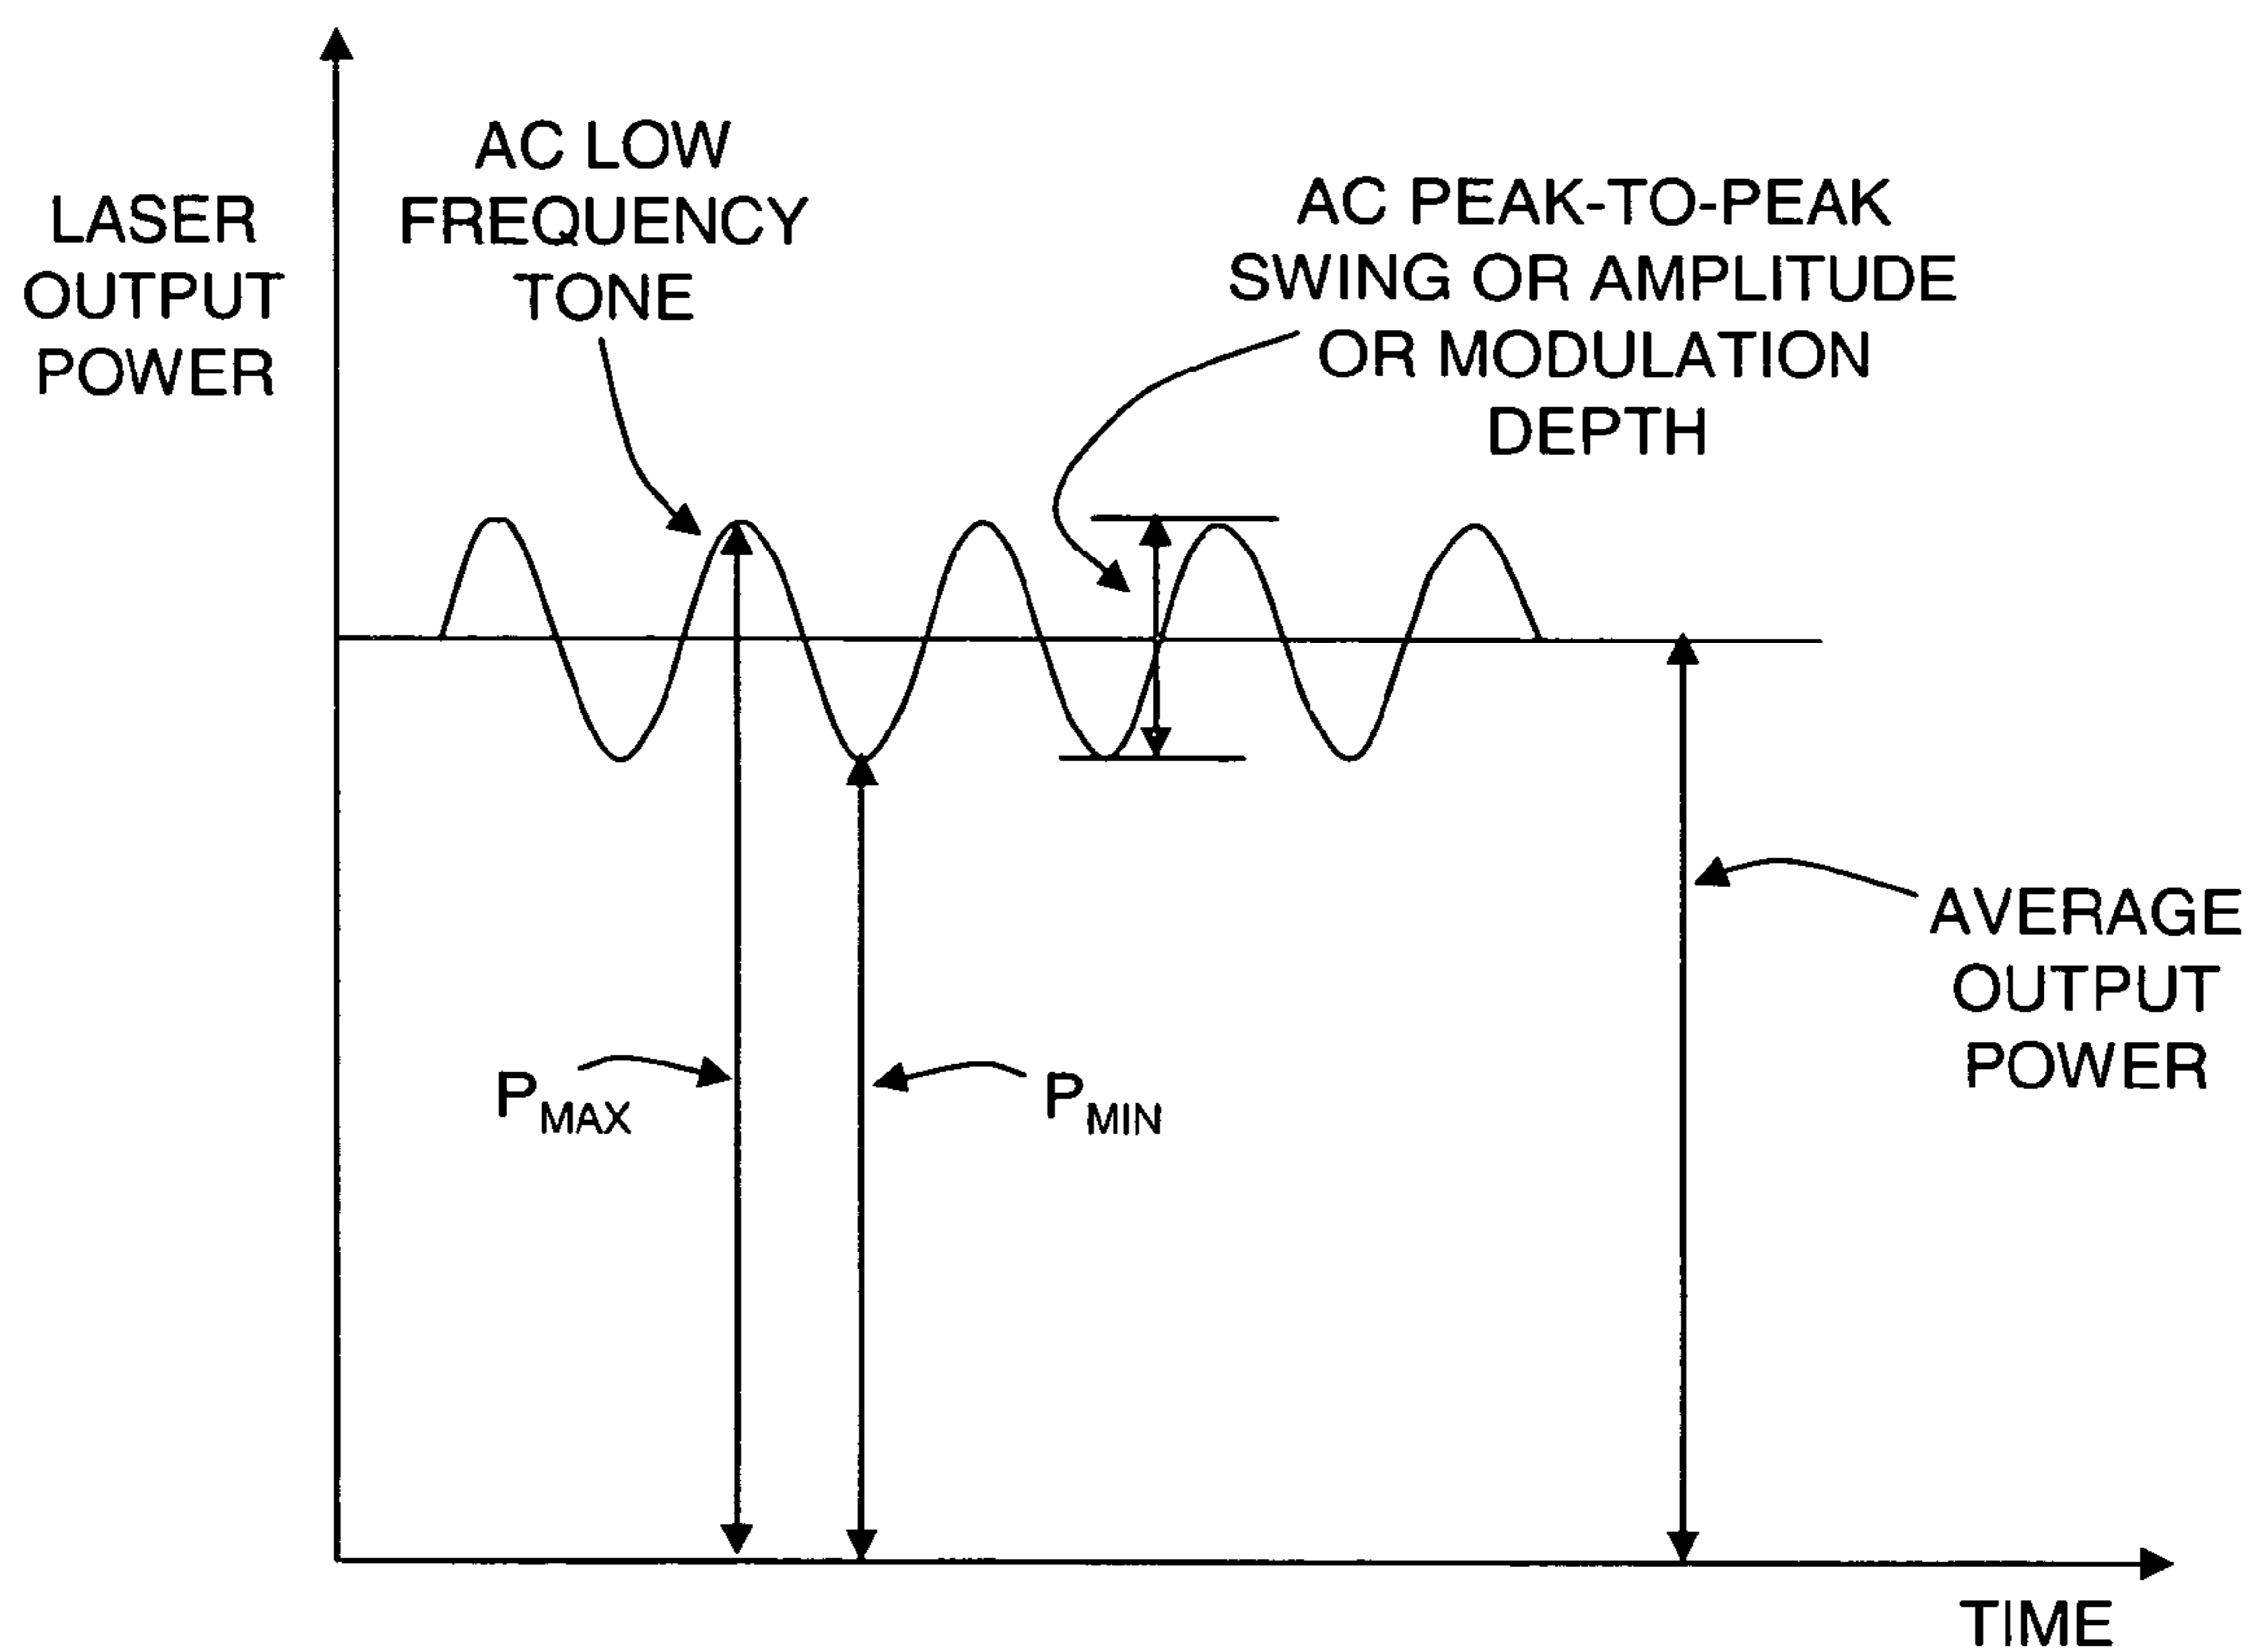 AC LOW
FREQUENCY
TONE
LASER
OUTPUT
POWER
AC PEAK-TO-PEAK
SWING OR AMPLITUDE
OR MODULATION
DEPTH
AVERAGE
OUTPUT
POWER
PMAX
PMIN
TIME